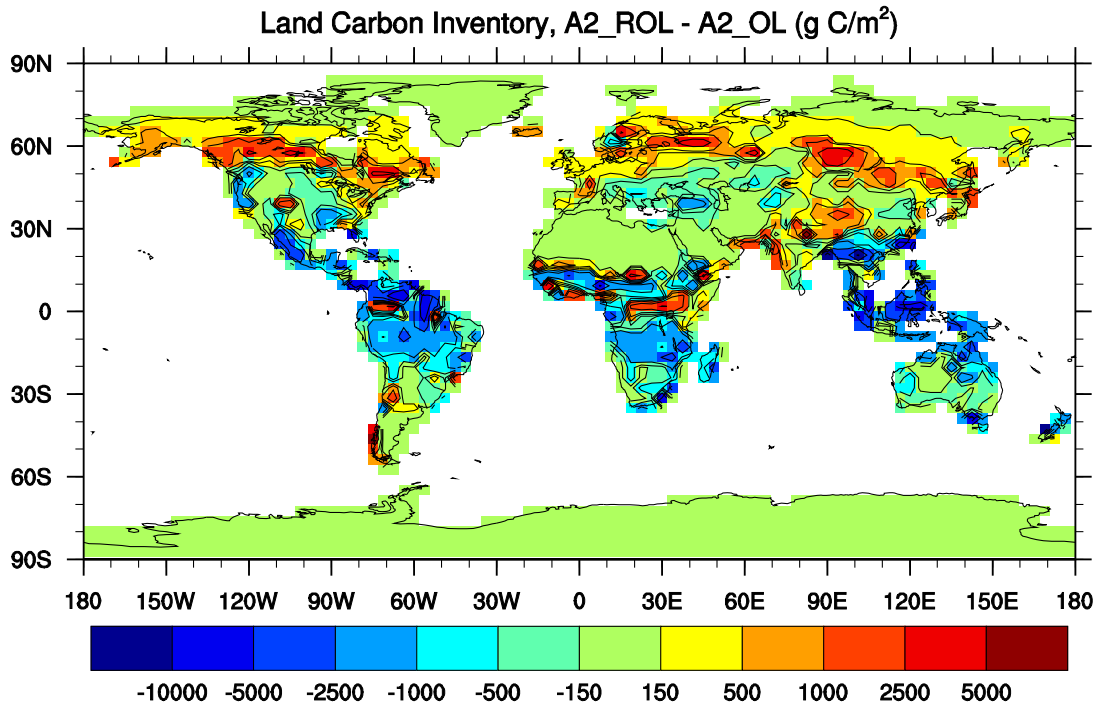 Land Carbon Inventory, A2_ROL - A2_OL (g C/m²)
90N
60N
30N
0
30S
60S
90S
180 150W 120W 90W 60W 30W 0 30E 60E 90E 120E 150E 180
-10000 -5000 -2500 -1000 -500 -150 150 500 1000 2500 5000